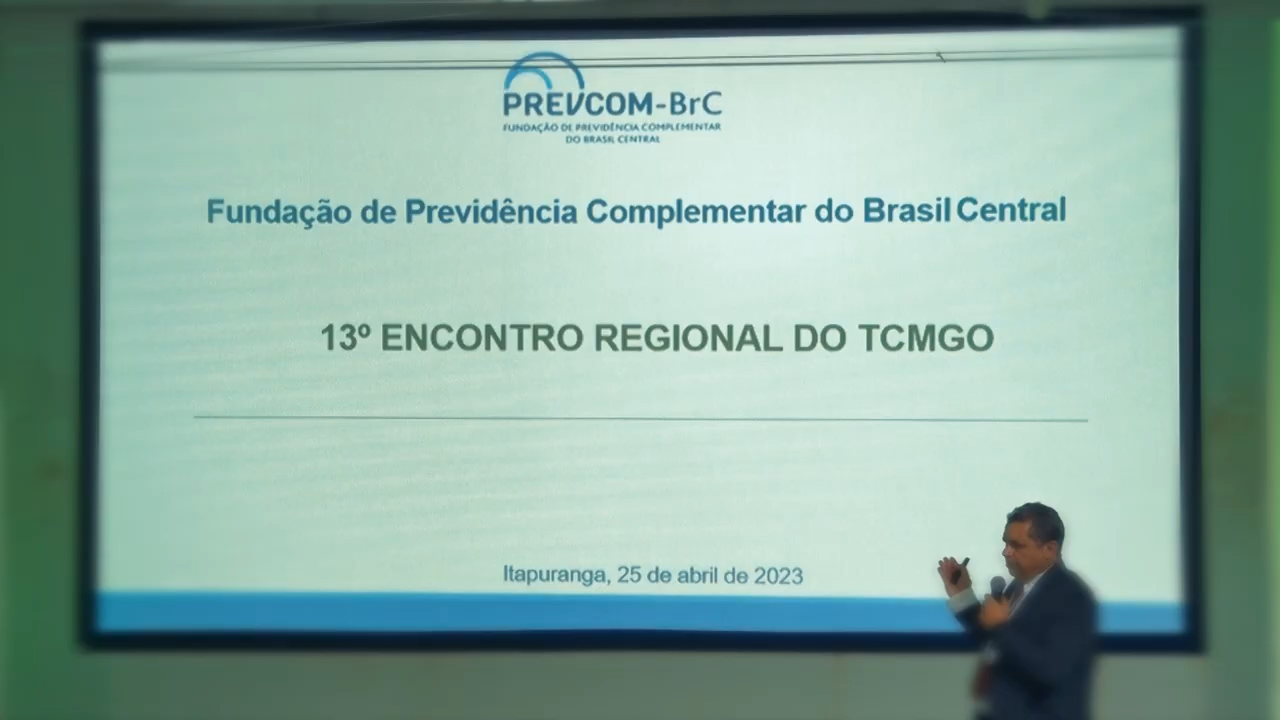 PREVCOM-BrC
FUNDAÇÃO DE PREVIDÊNCIA COMPLEMENTAR
DO BRASIL CENTRAL
Fundação de Previdência Complementar do Brasil Central
13º ENCONTRO REGIONAL DO TCMGO
Itapuranga, 25 de abril de 2023